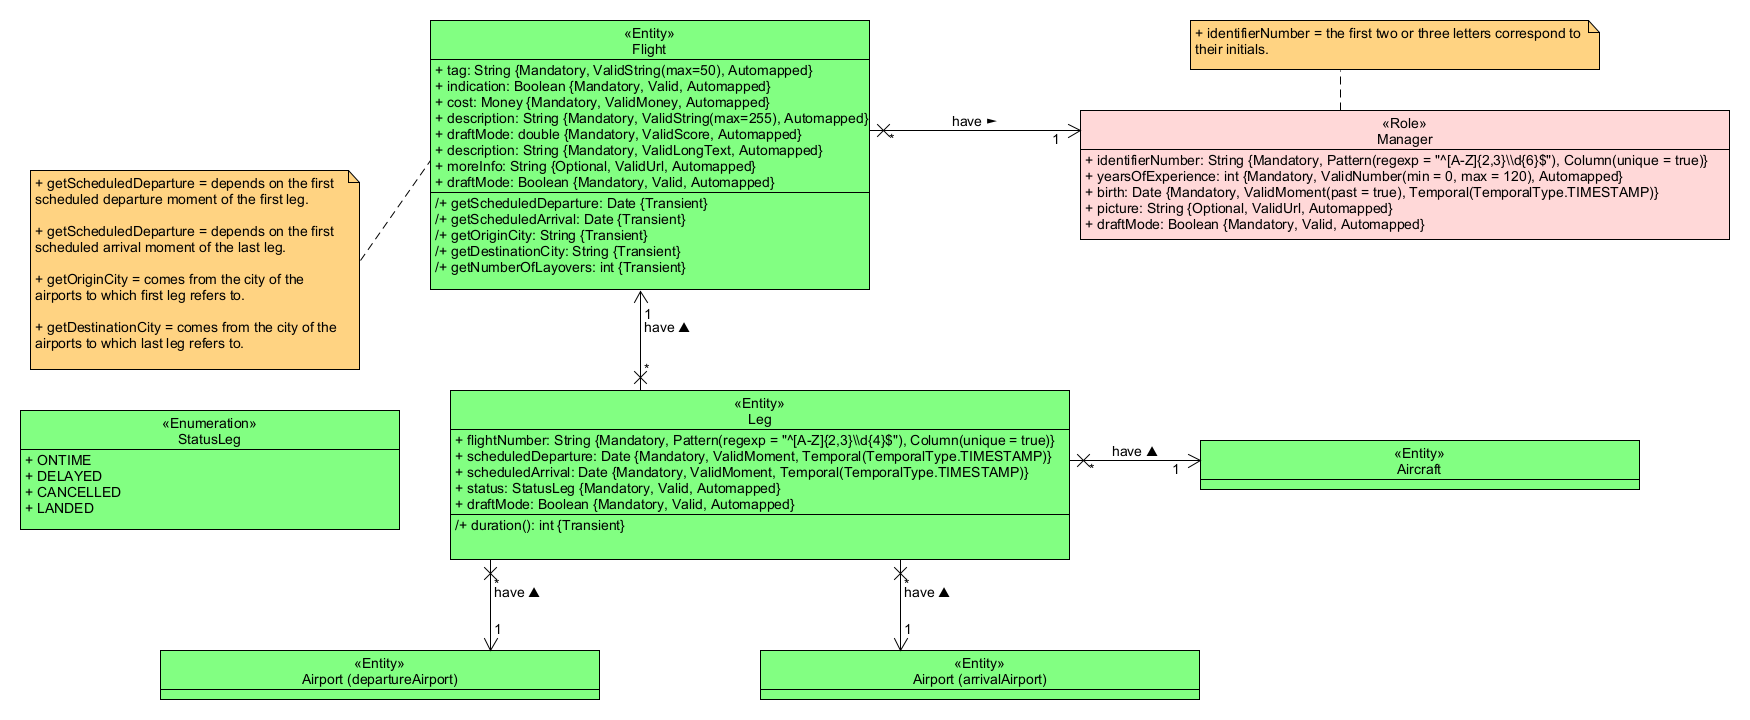 «Entity»
Flight
+ tag: String {Mandatory, ValidString(max=50), Automapped}
+ indication: Boolean {Mandatory, Valid, Automapped}
+ cost: Money {Mandatory, ValidMoney, Automapped}
+ description: String {Mandatory, ValidString(max=255), Automapped}
+ draftMode: double {Mandatory, ValidScore, Automapped}
+ description: String {Mandatory, ValidLongText, Automapped}
+ moreInfo: String {Optional, ValidUrl, Automapped}
+ draftMode: Boolean {Mandatory, Valid, Automapped}
/+ getScheduledDeparture: Date {Transient}
/+ getScheduledArrival: Date {Transient}
/+ getOriginCity: String {Transient}
/+ getDestinationCity: String {Transient}
/+ getNumberOfLayovers: int {Transient}
* have ► 1
+ identifierNumber = the first two or three letters correspond to
their initials.
«Role»
Manager
+ identifierNumber: String {Mandatory, Pattern(regexp = "^[A-Z]{2,3}\\d{6}$"), Column(unique = true)}
+ yearsOfExperience: int {Mandatory, ValidNumber(min = 0, max = 120), Automapped}
+ birth: Date {Mandatory, ValidMoment(past = true), Temporal(TemporalType.TIMESTAMP)}
+ picture: String {Optional, ValidUrl, Automapped}
+ draftMode: Boolean {Mandatory, Valid, Automapped}
+ getScheduledDeparture = depends on the first
scheduled departure moment of the first leg.
+ getScheduledDeparture = depends on the first
scheduled arrival moment of the last leg.
+ getOriginCity = comes from the city of the
airports to which first leg refers to.
+ getDestinationCity = comes from the city of the
airports to which last leg refers to.
1
have ▲
*
«Enumeration»
StatusLeg
+ ONTIME
+ DELAYED
+ CANCELLED
+ LANDED
«Entity»
Leg
+ flightNumber: String {Mandatory, Pattern(regexp = "^[A-Z]{2,3}\\d{4}$"), Column(unique = true)}
+ scheduledDeparture: Date {Mandatory, ValidMoment, Temporal(TemporalType.TIMESTAMP)}
+ scheduledArrival: Date {Mandatory, ValidMoment, Temporal(TemporalType.TIMESTAMP)}
+ status: StatusLeg {Mandatory, Valid, Automapped}
+ draftMode: Boolean {Mandatory, Valid, Automapped}
/+ duration(): int {Transient}
* have ▲ 1
«Entity»
Aircraft
*
have ▲
1
«Entity»
Airport (departureAirport)
*
have ▲
1
«Entity»
Airport (arrivalAirport)